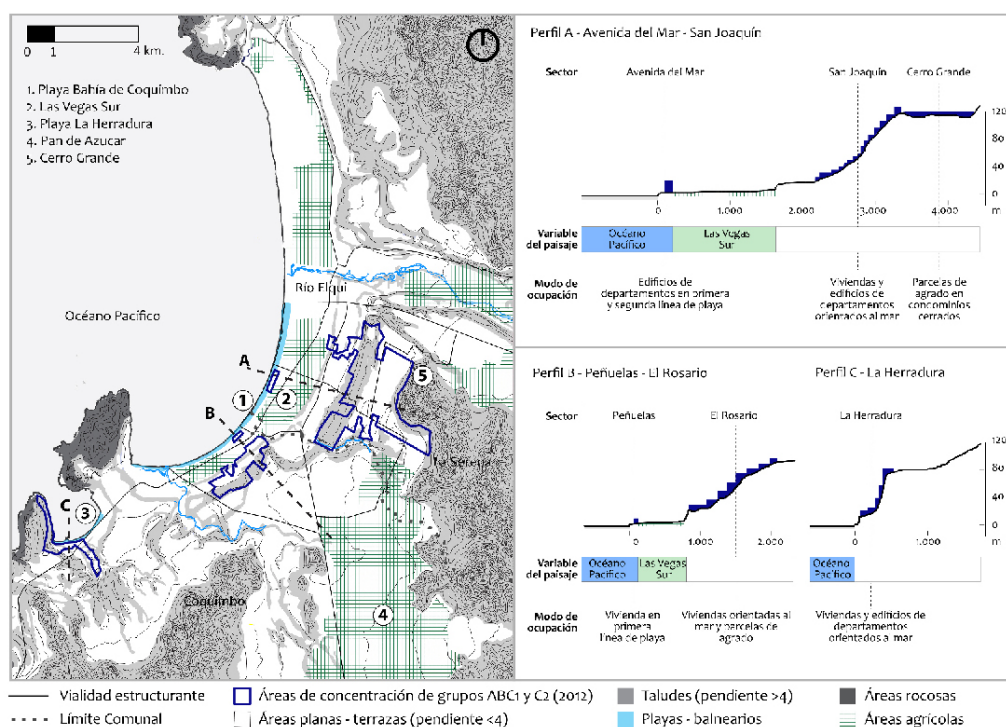 0 1 4 km.
1. Playa Bahía de Coquimbo
2. Las Vegas Sur
3. Playa La Herradura
4. Pan de Azucar
5. Cerro Grande
Río Elqui
Océano Pacífico
A
5
1
2
B
La Serena
C
3
Coquimbo
4
Perfil A - Avenida del Mar - San Joaquín
Sector Avenida del Mar San Joaquín Cerro Grande
120
80
40
0 1.000 2.000 3.000 4.000 m
Variable del paisaje
Océano Pacífico
Las Vegas Sur
Modo de ocupación
Edificios de
departamentos en primera
y segunda línea de playa
Viviendas y
edificios de
departamentos
orientados al mar
Parcelas de
agrado en
condominios
cerrados
Perfil B - Peñuelas - El Rosario
Sector Peñuelas El Rosario
0 1.000 2.000
Perfil C - La Herradura
La Herradura
120
80
40
0 1.000 m
Variable del paisaje
Océano Pacífico
Las Vegas Sur
Océano Pacífico
Modo de ocupación
Vivienda en
primera
línea de playa
Viviendas orientadas al
mar y parcelas de
agrado
Viviendas y edificios de
departamentos
orientados al mar
Vialidad estructurante
Áreas de concentración de grupos ABC1 y C2 (2012)
Taludes (pendiente >4)
Áreas rocosas
Límite Comunal
Áreas planas - terrazas (pendiente <4)
Playas - balnearios
Áreas agrícolas